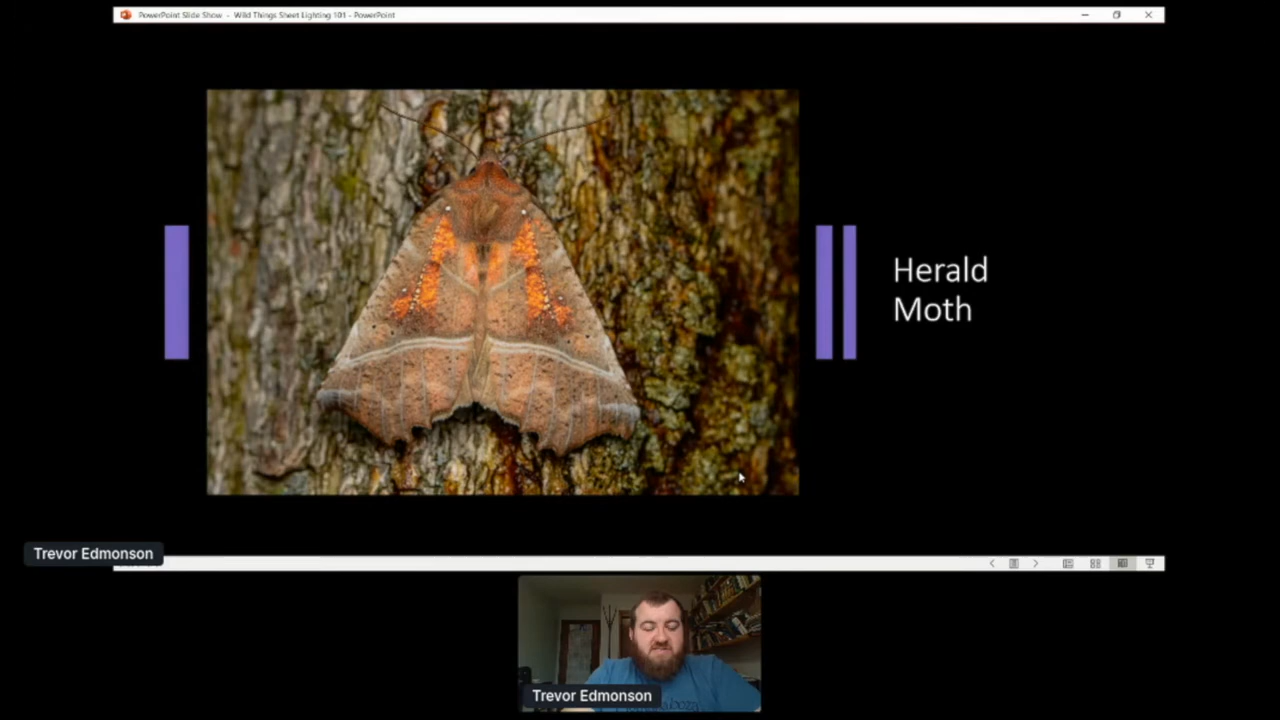 PowerPoint Slide Show - Wild Things Sheet Lighting 101 - PowerPoint
Herald
Moth
Trevor Edmonson
Trevor Edmonson